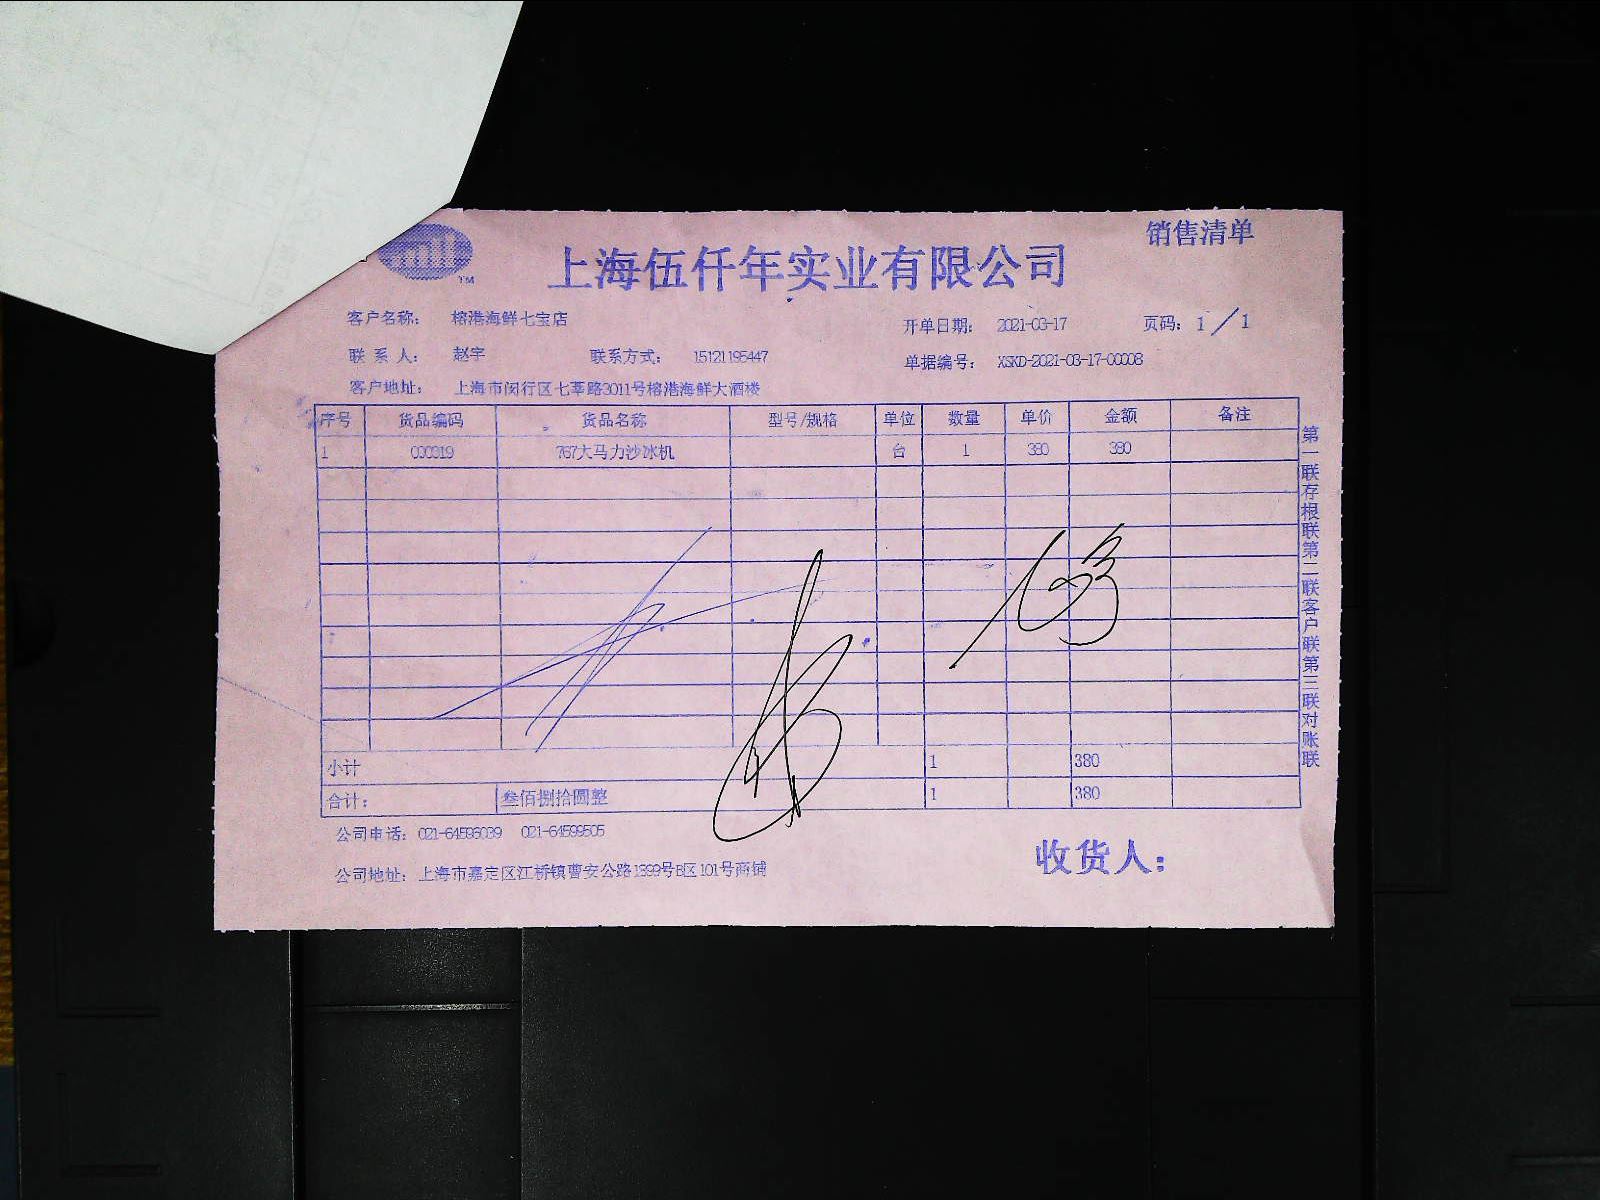 销售清单
TM
上海伍仟年实业有限公司
客户名称： 榕港海鲜七宝店 开单日期： 2021-03-17 页码：1／1
联 系 人： 赵宇 联系方式： 15121195447 单据编号： XSKD-2021-03-17-00008
客户地址： 上海市闵行区七莘路3011号榕港海鲜大酒楼
序号 货品编码 货品名称 型号/规格 单位 数量 单价 金额 备注
1 030319 767大马力沙冰机 台 1 380 380
小计 1 380
合计： 叁佰捌拾圆整 1 380
第一联存根联第二联客户联第三联对账联
公司电话： 021-64593039 021-64599505
公司地址：上海市嘉定区江桥镇曹安公路1399号B区101号商铺
收货人：